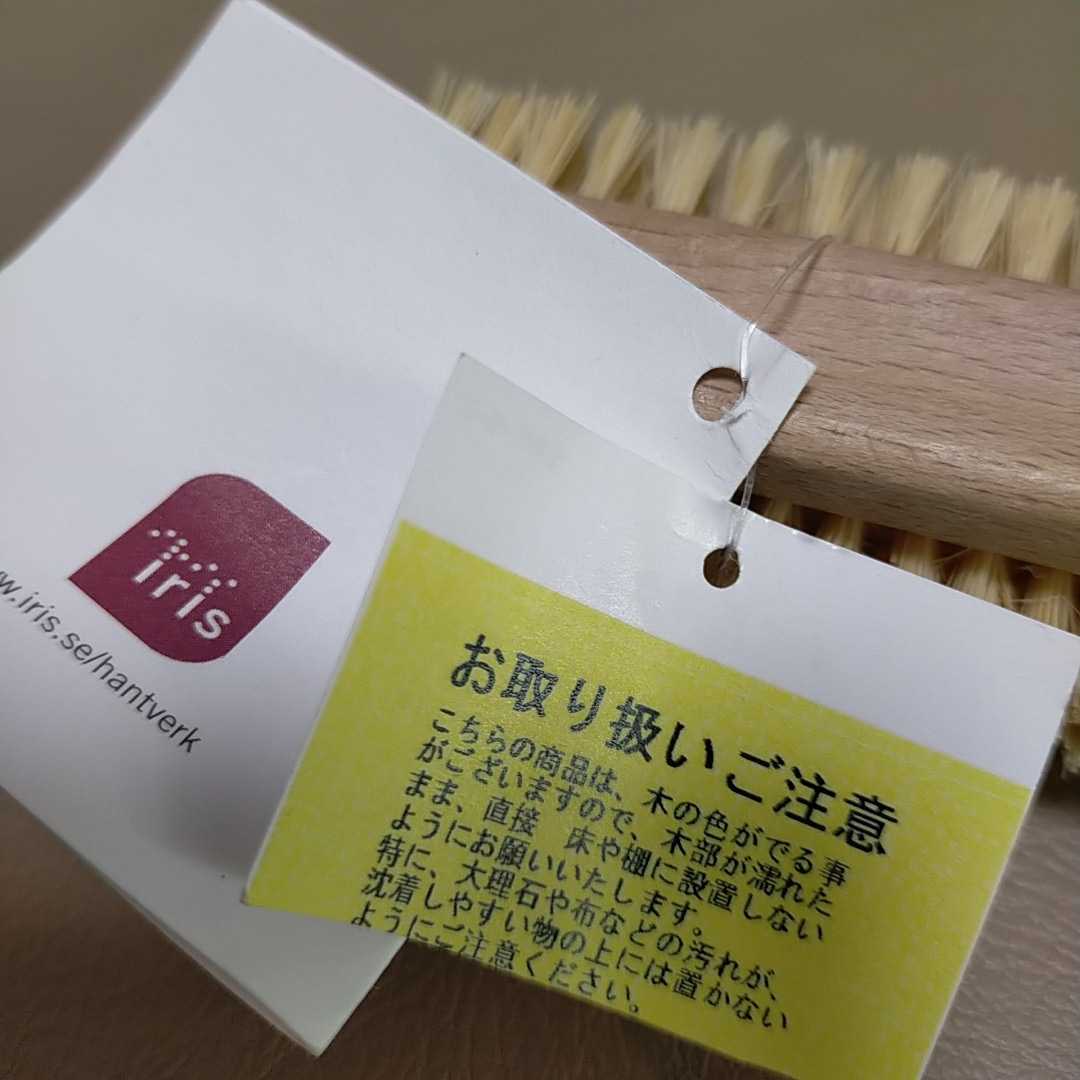 iris
w.iris.se/hantverk
お取り扱いご注意
こちらの商品は、木の色がでる事
がございますので、木部が濡れた
まま、直接 床や棚に設置しない
ようにお願いいたします。
特に、大理石や布などの汚れが、
沈着しやすい物の上には置かない
ようにご注意ください。